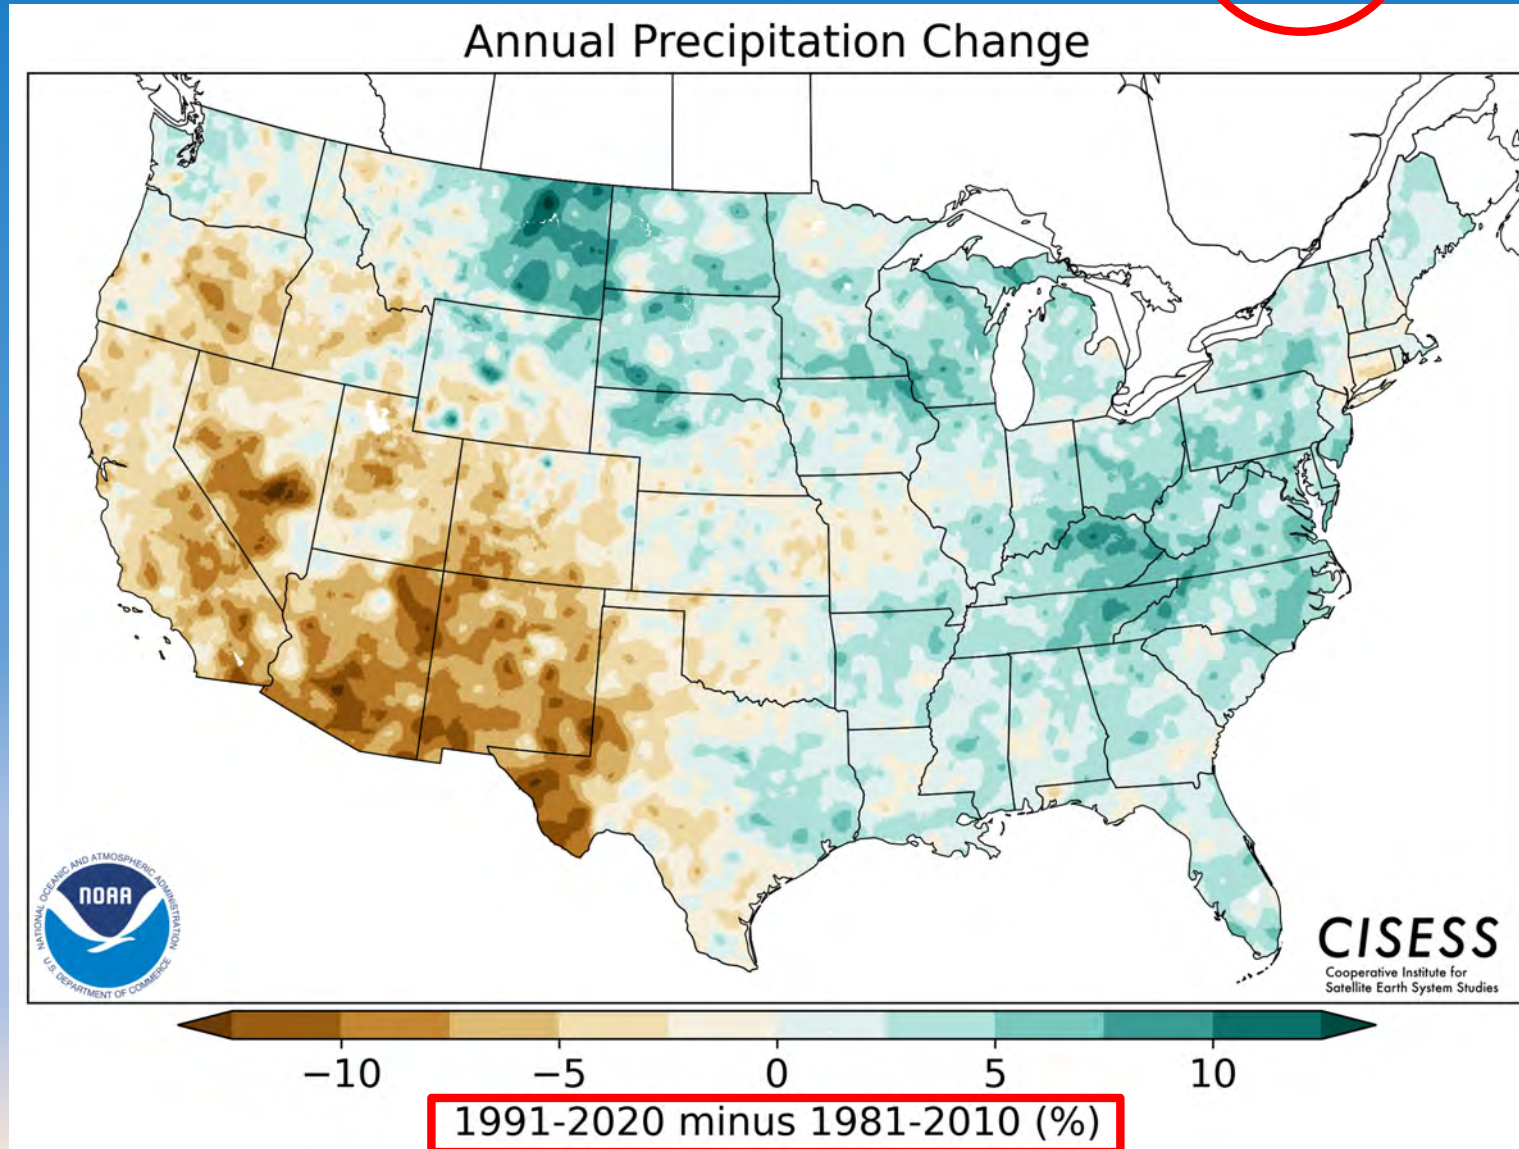 Annual Precipitation Change
NATIONAL OCEANIC AND ATMOSPHERIC ADMINISTRATION
NOAA
U.S. DEPARTMENT OF COMMERCE
CISESS
Cooperative Institute for
Satellite Earth System Studies
−10 −5 0 5 10
1991-2020 minus 1981-2010 (%)